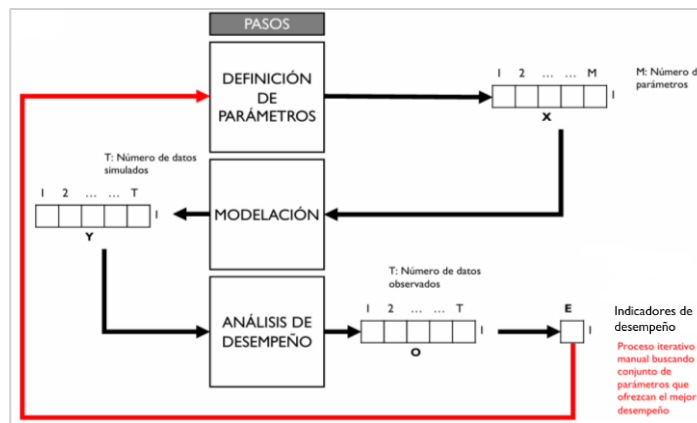 PASOS
DEFINICIÓN
DE
PARÁMETROS
1 2 ... ... M
1
X
M: Número d
parámetros
T: Número de datos
simulados
1 2 ... ... T
1
Y
MODELACIÓN
T: Número de datos
observados
ANÁLISIS DE
DESEMPEÑO
1 2 ... ... T
1
O
E
1
Indicadores de
desempeño
Proceso iterativo
manual buscando
conjunto de
parámetros que
ofrezcan el mejor
desempeño